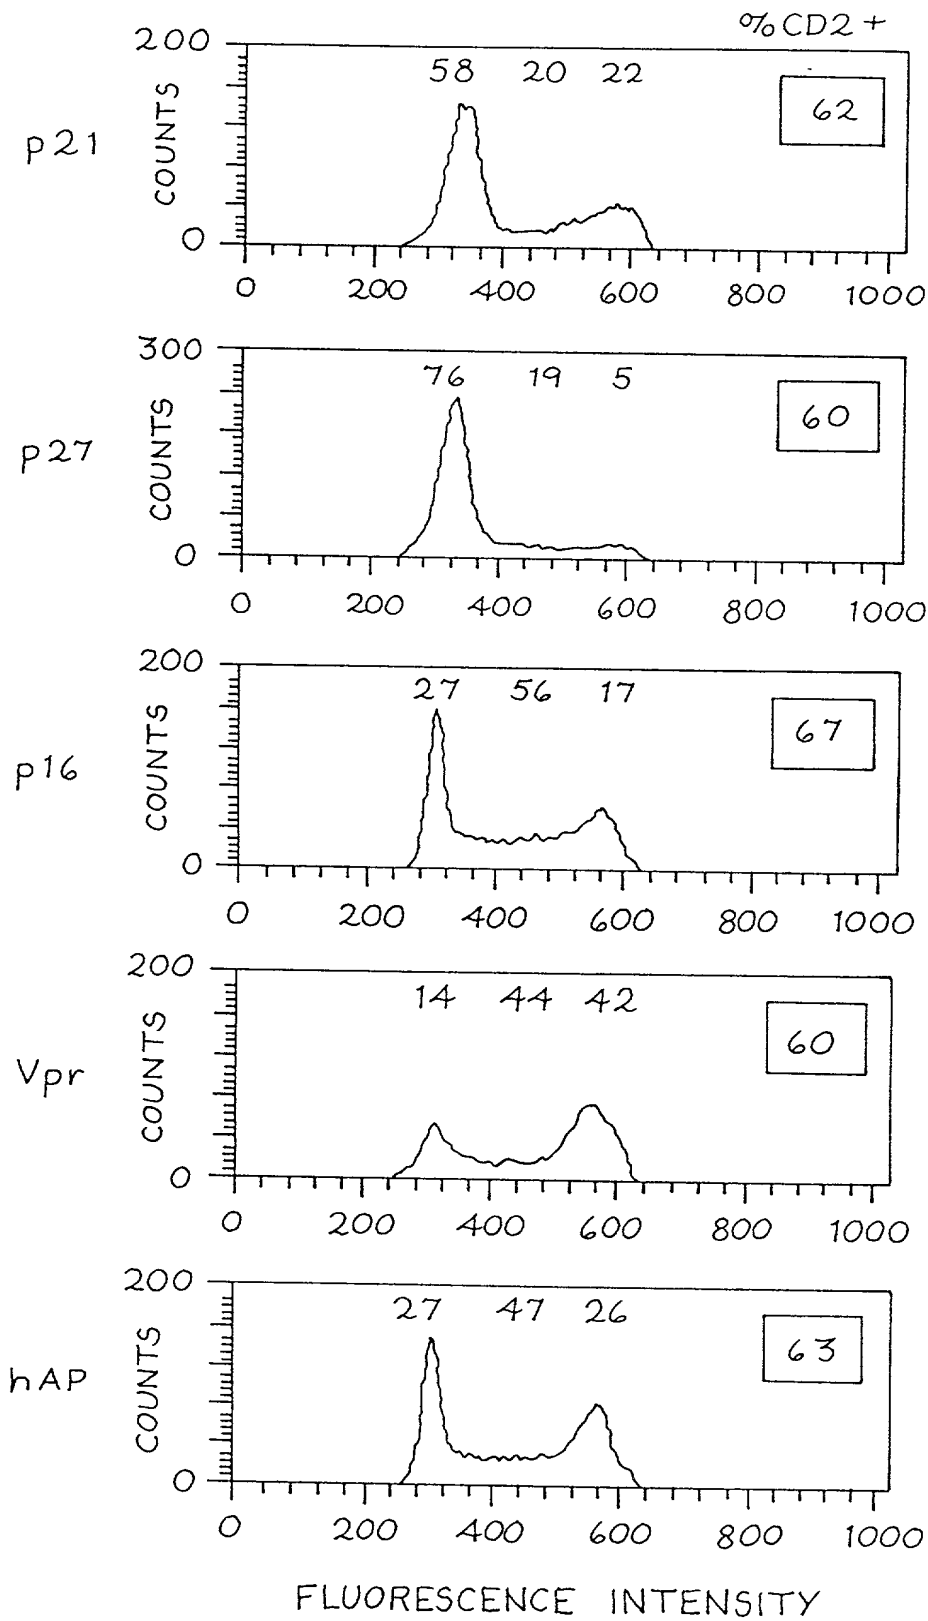 %CD2+
200
58 20 22
62
p21
COUNTS
0
0 200 400 600 800 1000
300
76 19 5
60
p27
COUNTS
0
0 200 400 600 800 1000
200
27 56 17
67
p16
COUNTS
0
0 200 400 600 800 1000
200
14 44 42
60
Vpr
COUNTS
0
0 200 400 600 800 1000
200
27 47 26
63
hAP
COUNTS
0
0 200 400 600 800 1000
FLUORESCENCE INTENSITY